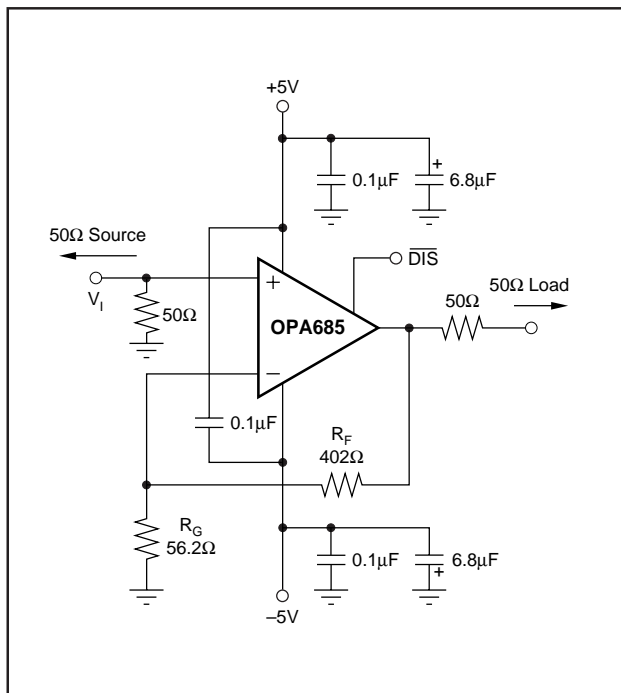 +5V
0.1µF
+
6.8µF
50Ω Source
V_I
50Ω
+
–
OPA685
DIS
50Ω
50Ω Load
0.1µF
R_F
402Ω
R_G
56.2Ω
0.1µF
6.8µF
+
–5V